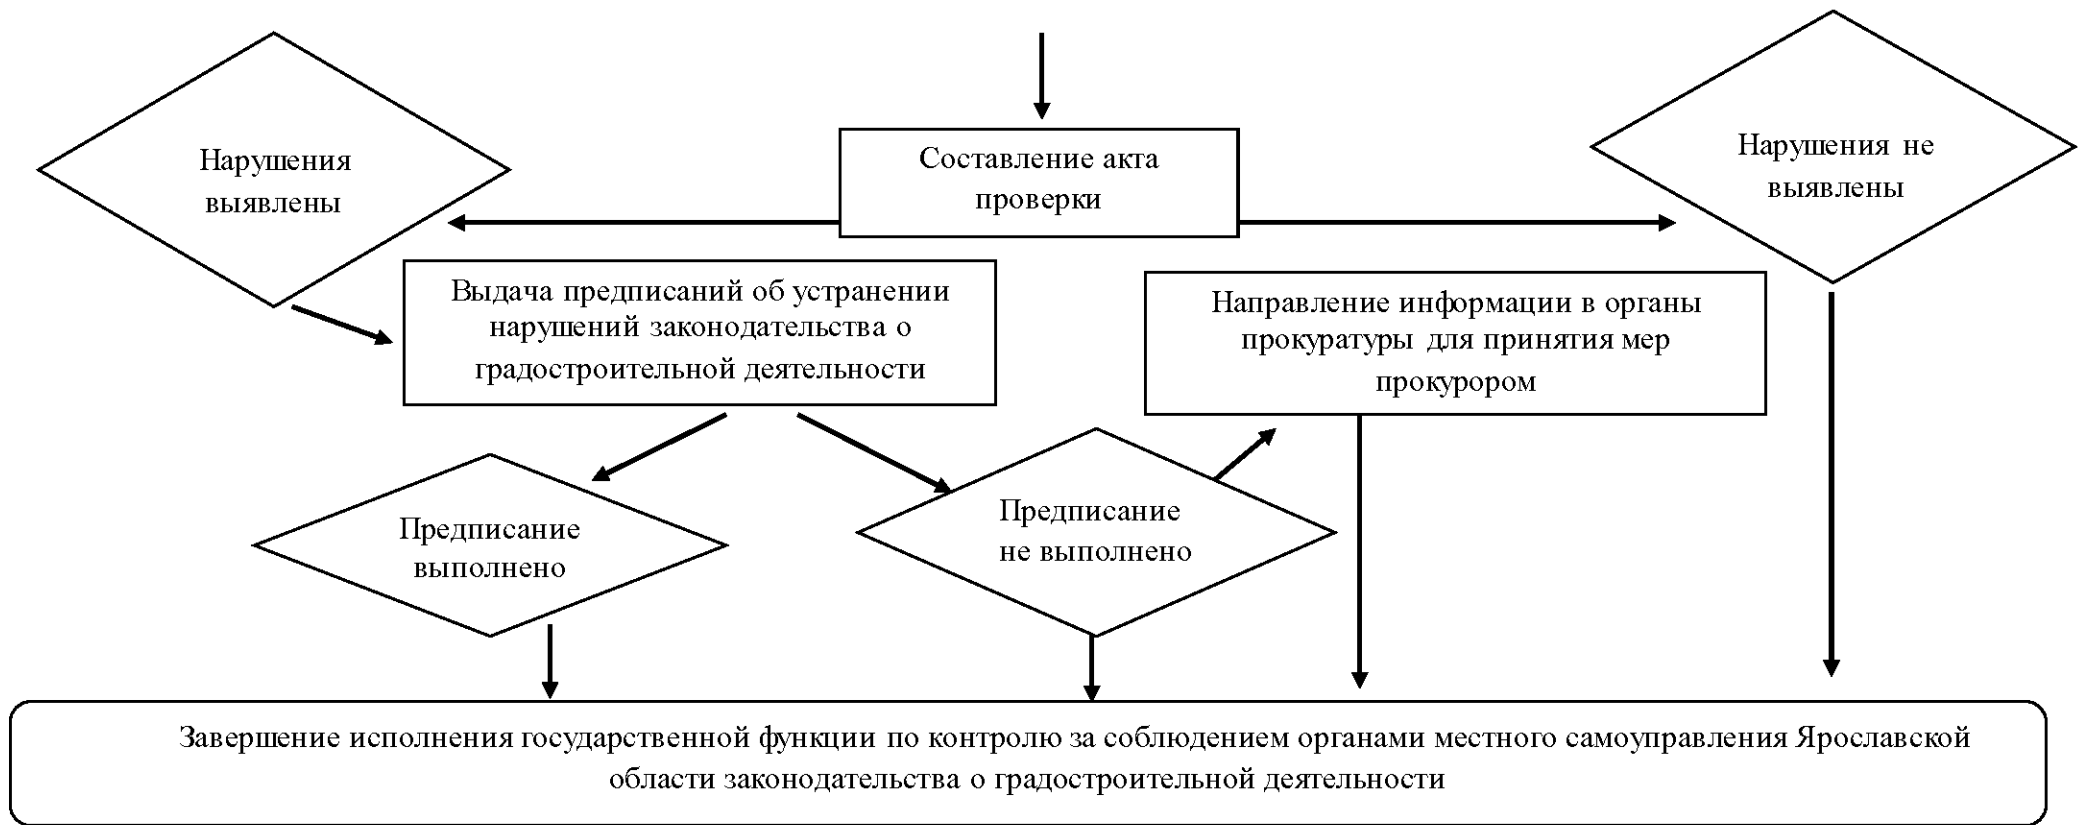 Нарушения
выявлены
Составление акта
проверки
Нарушения не
выявлены
Выдача предписаний об устранении
нарушений законодательства о
градостроительной деятельности
Направление информации в органы
прокуратуры для принятия мер
прокурором
Предписание
выполнено
Предписание
не выполнено
Завершение исполнения государственной функции по контролю за соблюдением органами местного самоуправления Ярославской
области законодательства о градостроительной деятельности